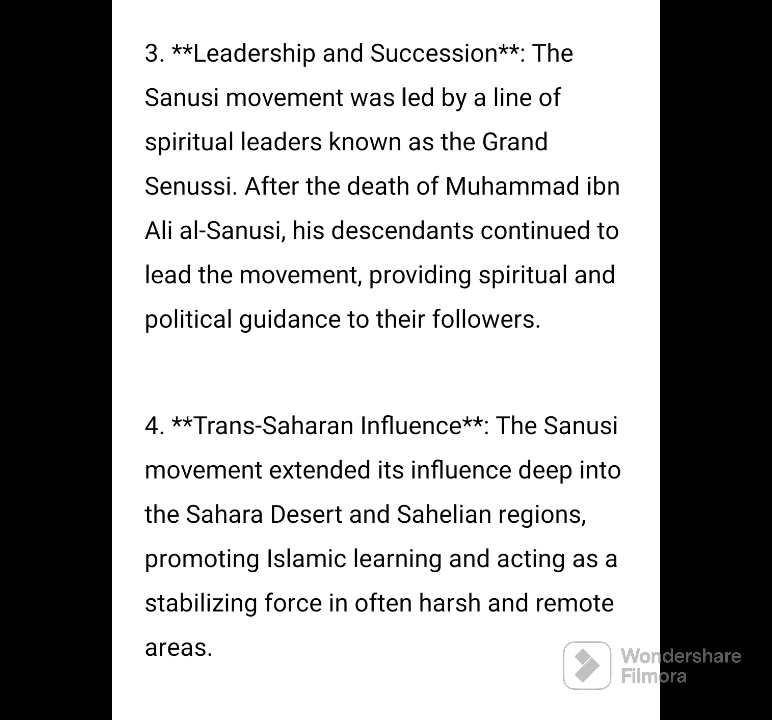 3. **Leadership and Succession**: The
Sanusi movement was led by a line of
spiritual leaders known as the Grand
Senussi. After the death of Muhammad ibn
Ali al-Sanusi, his descendants continued to
lead the movement, providing spiritual and
political guidance to their followers.
4. **Trans-Saharan Influence**: The Sanusi
movement extended its influence deep into
the Sahara Desert and Sahelian regions,
promoting Islamic learning and acting as a
stabilizing force in often harsh and remote
areas.
Wondershare
Filmora